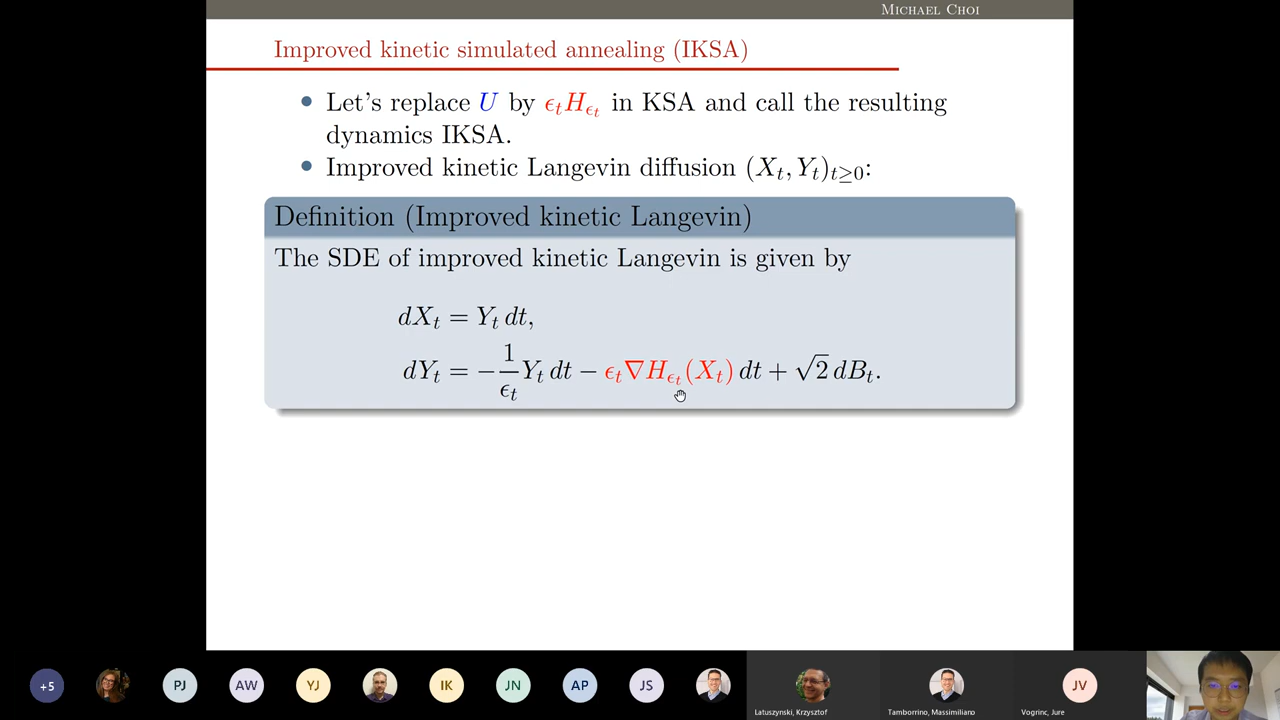 MICHAEL CHOI
Improved kinetic simulated annealing (IKSA)
• Let's replace U by ϵ_t H_{ϵ_t} in KSA and call the resulting
dynamics IKSA.
• Improved kinetic Langevin diffusion (X_t, Y_t)_{t≥0}:
Definition (Improved kinetic Langevin)
The SDE of improved kinetic Langevin is given by
dX_t = Y_t dt,
dY_t = −\frac{1}{ϵ_t} Y_t dt − ϵ_t ∇H_{ϵ_t}(X_t) dt + √2 dB_t.
+5 PJ AW YJ IK JN AP JS JV
Latuszynski, Krzysztof Tamborrino, Massimiliano Vogrinc, Jure